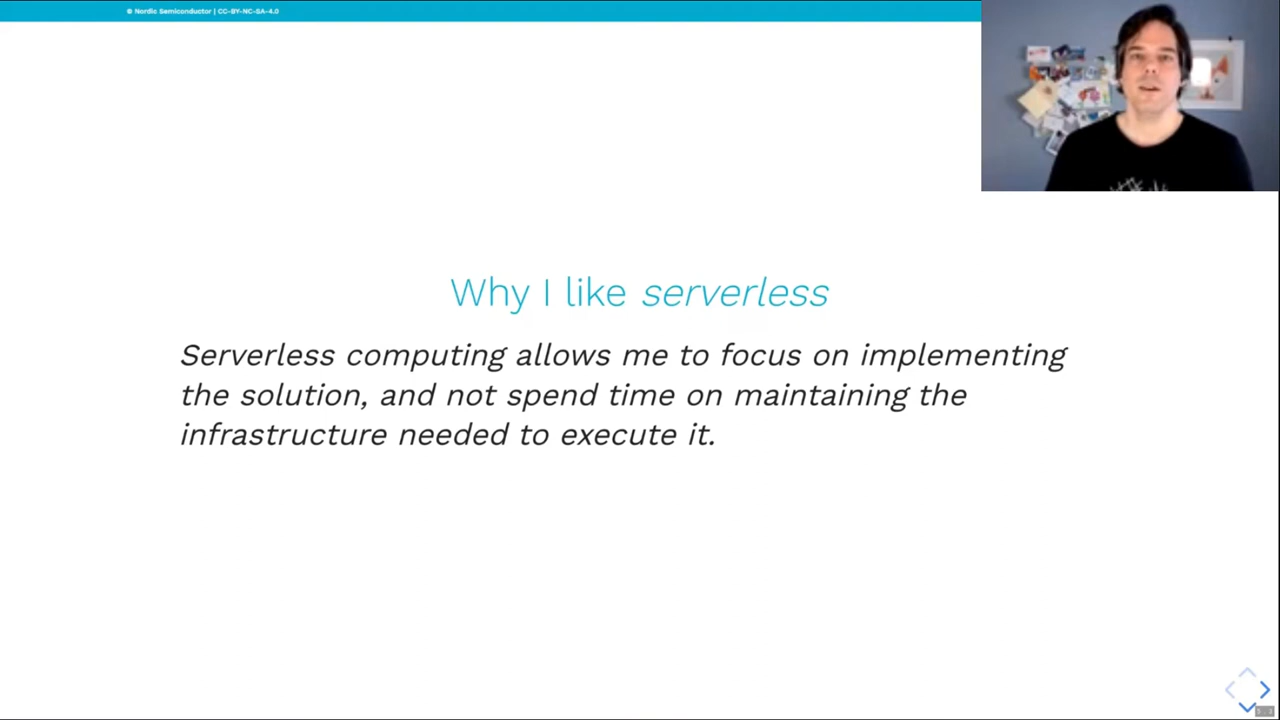 © Nordic Semiconductor | CC-BY-NC-SA-4.0
Why I like serverless
Serverless computing allows me to focus on implementing
the solution, and not spend time on maintaining the
infrastructure needed to execute it.